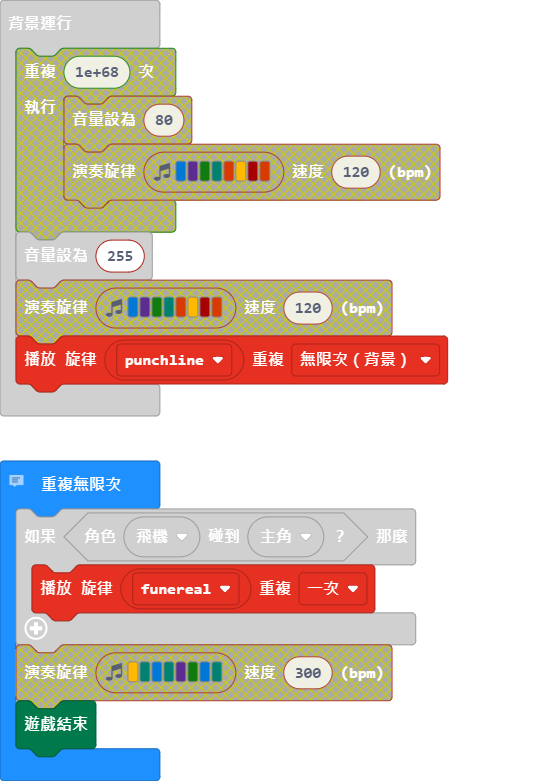 背景運行
重複 1e+68 次
執行
音量設為 80
演奏旋律 速度 120 (bpm)
音量設為 255
演奏旋律 速度 120 (bpm)
播放 旋律 punchline 重複 無限次 ( 背景 )
重複無限次
如果 角色 飛機 碰到 主角 ? 那麼
播放 旋律 funereal 重複 一次
演奏旋律 速度 300 (bpm)
遊戲結束